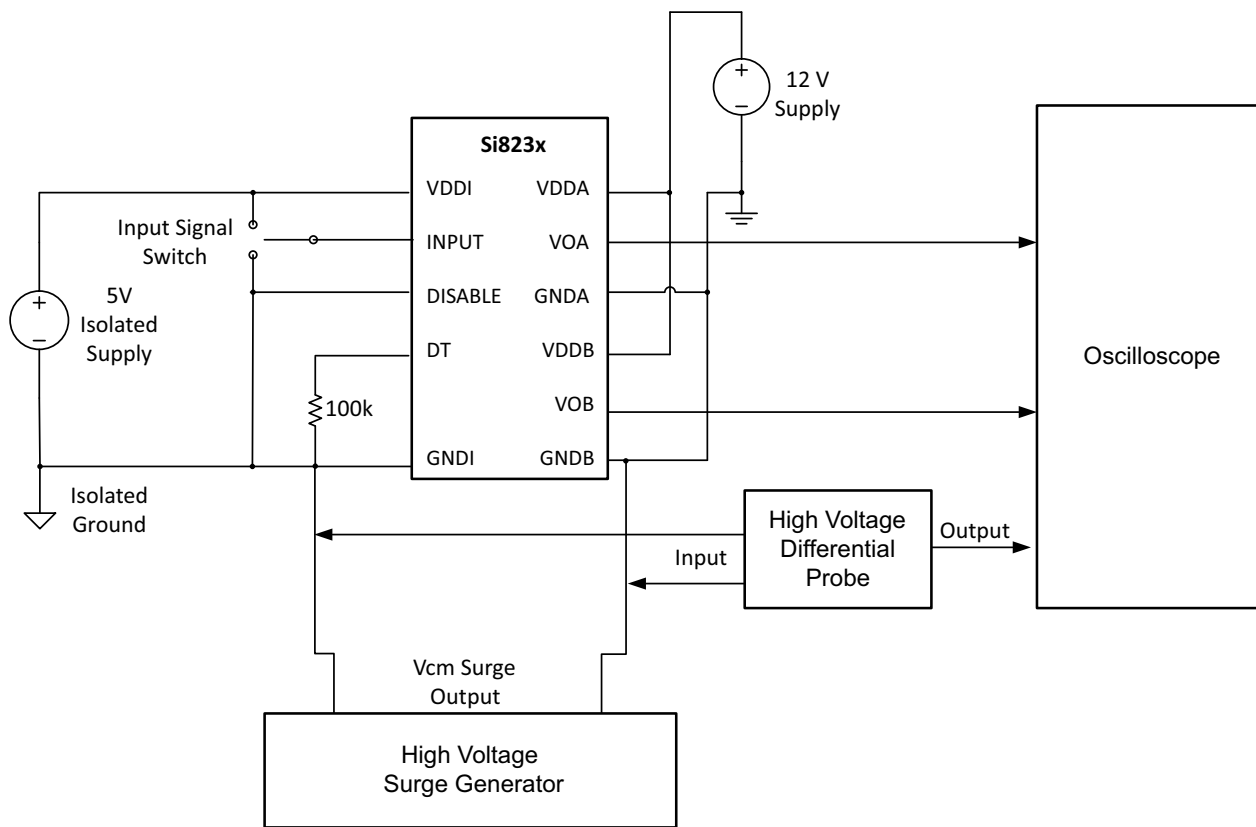 12 V
Supply
+
−
Si823x
VDDI
VDDA
Input Signal
Switch
INPUT
VOA
DISABLE
GNDA
5V
Isolated
Supply
+
−
DT
VDDB
Oscilloscope
100k
VOB
GNDI
GNDB
Isolated
Ground
High Voltage
Differential
Probe
Input
Output
Vcm Surge
Output
High Voltage
Surge Generator